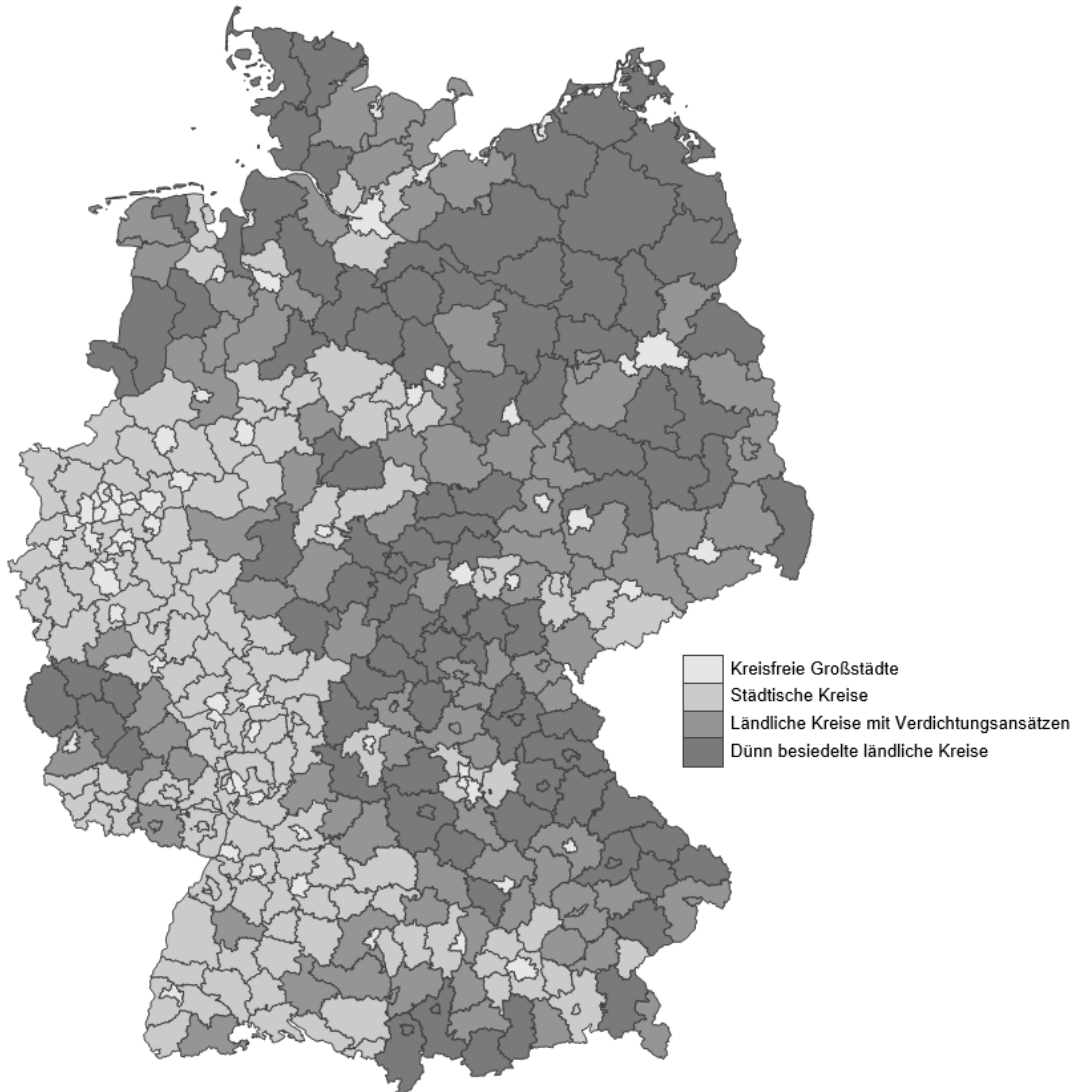 Kreisfreie Großstädte
Städtische Kreise
Ländliche Kreise mit Verdichtungsansätzen
Dünn besiedelte ländliche Kreise